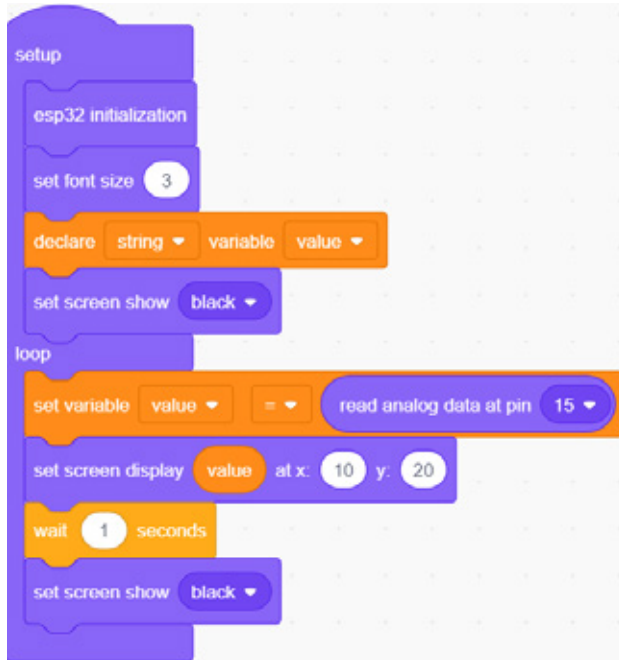 setup
esp32 initialization
set font size 3
declare string variable value
set screen show black
loop
set variable value = read analog data at pin 15
set screen display value at x: 10 y: 20
wait 1 seconds
set screen show black